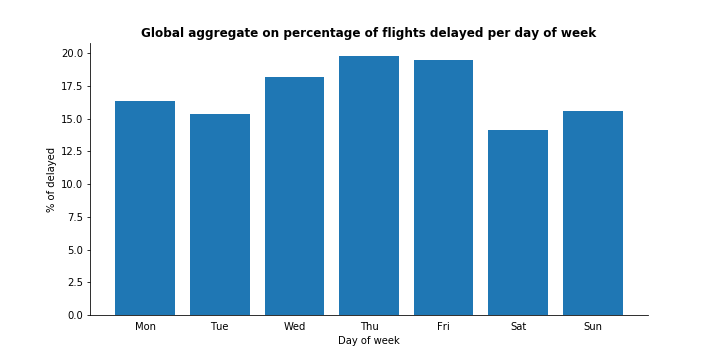 Global aggregate on percentage of flights delayed per day of week
20.0
17.5
15.0
12.5
10.0
7.5
5.0
2.5
0.0
% of delayed
Mon Tue Wed Thu Fri Sat Sun
Day of week